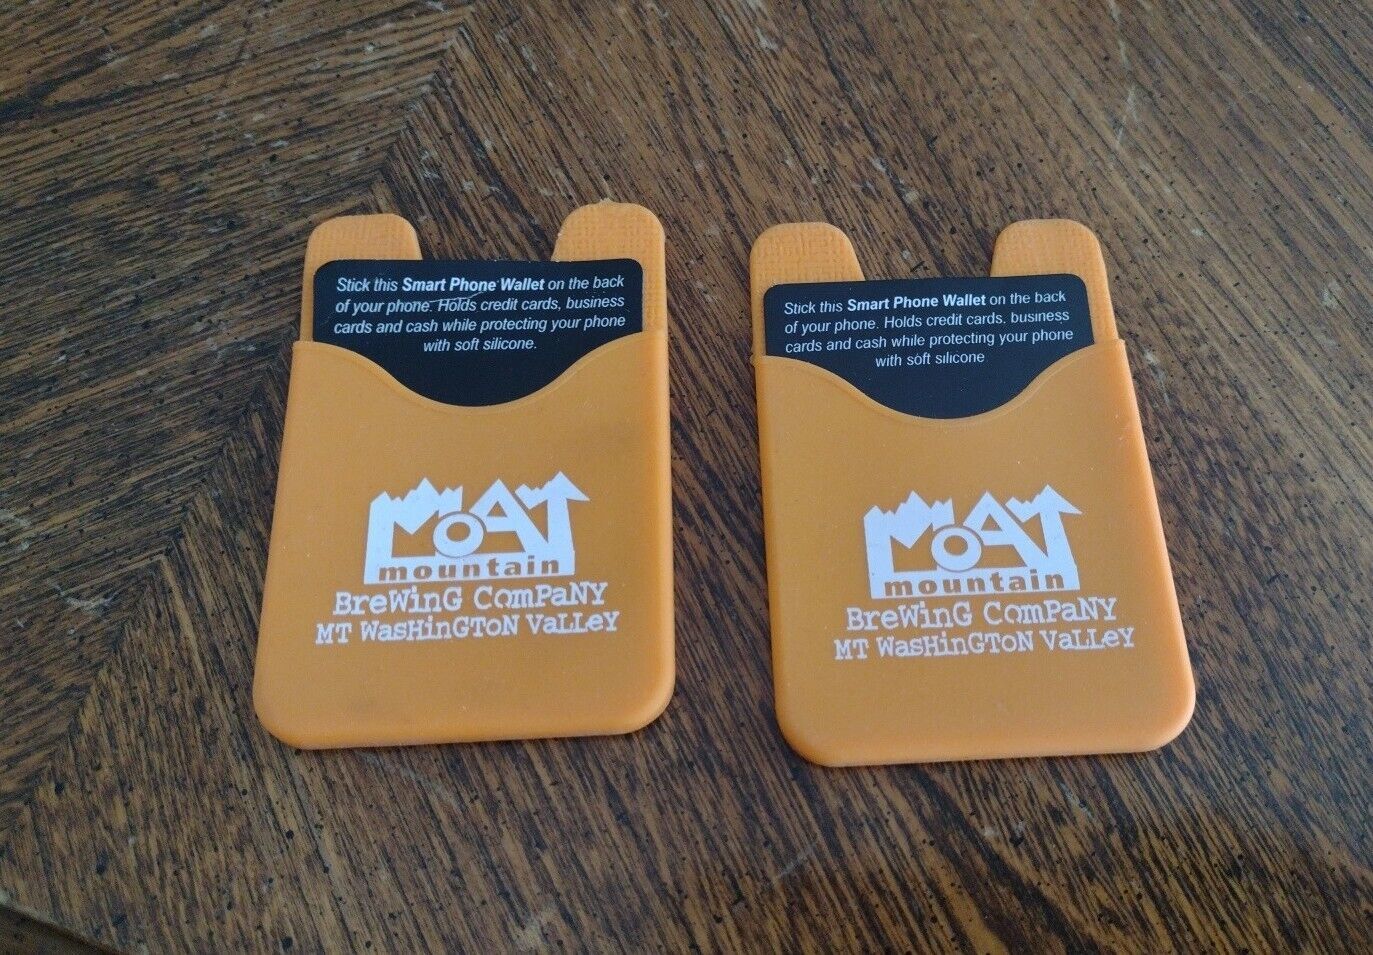 Stick this Smart Phone Wallet on the back
of your phone. Holds credit cards, business
cards and cash while protecting your phone
with soft silicone.
MOAT
mountain
BreWinG ComPaNY
MT WasHinGToN VaLLeY
Stick this Smart Phone Wallet on the back
of your phone. Holds credit cards. business
cards and cash while protecting your phone
with soft silicone
MOAT
mountain
BreWinG ComPaNY
MT WasHinGToN VaLLeY